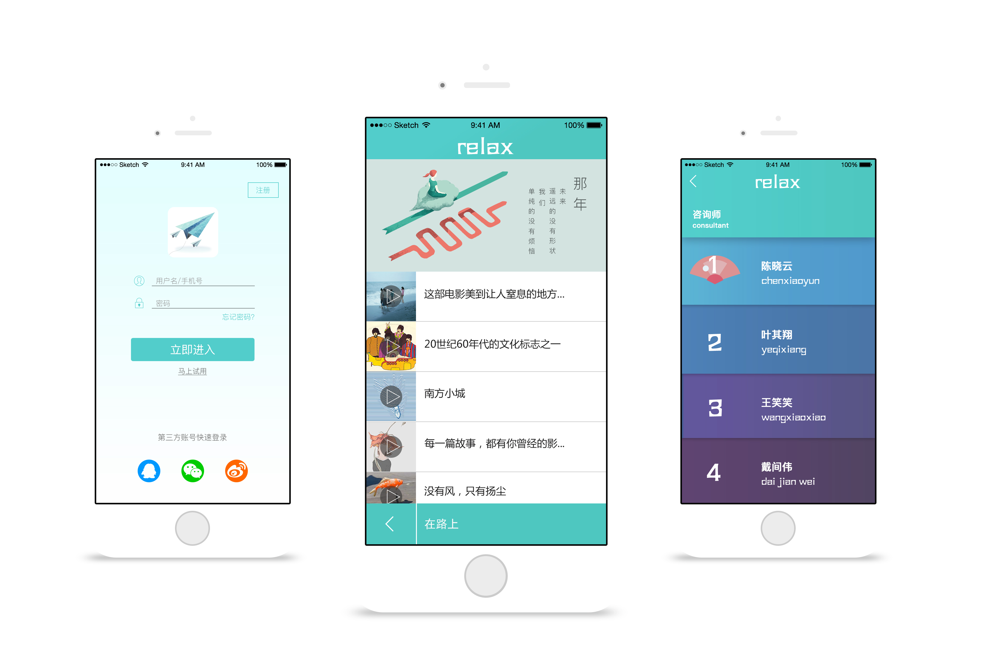 Sketch 9:41 AM 100%
注册
用户名/手机号
密码
忘记密码?
立即进入
马上试用
第三方账号快速登录
Sketch 9:41 AM 100%
relax
那年
未来
遥远的没有形状
我们
单纯的没有烦恼
这部电影美到让人窒息的地方...
20世纪60年代的文化标志之一
南方小城
每一篇故事，都有你曾经的影...
没有风，只有扬尘
在路上
Sketch 9:41 AM 100%
relax
咨询师
consultant
1
陈晓云
chenxiaoyun
2
叶其翔
yeqixiang
3
王笑笑
wangxiaoxiao
4
戴间伟
dai jian wei